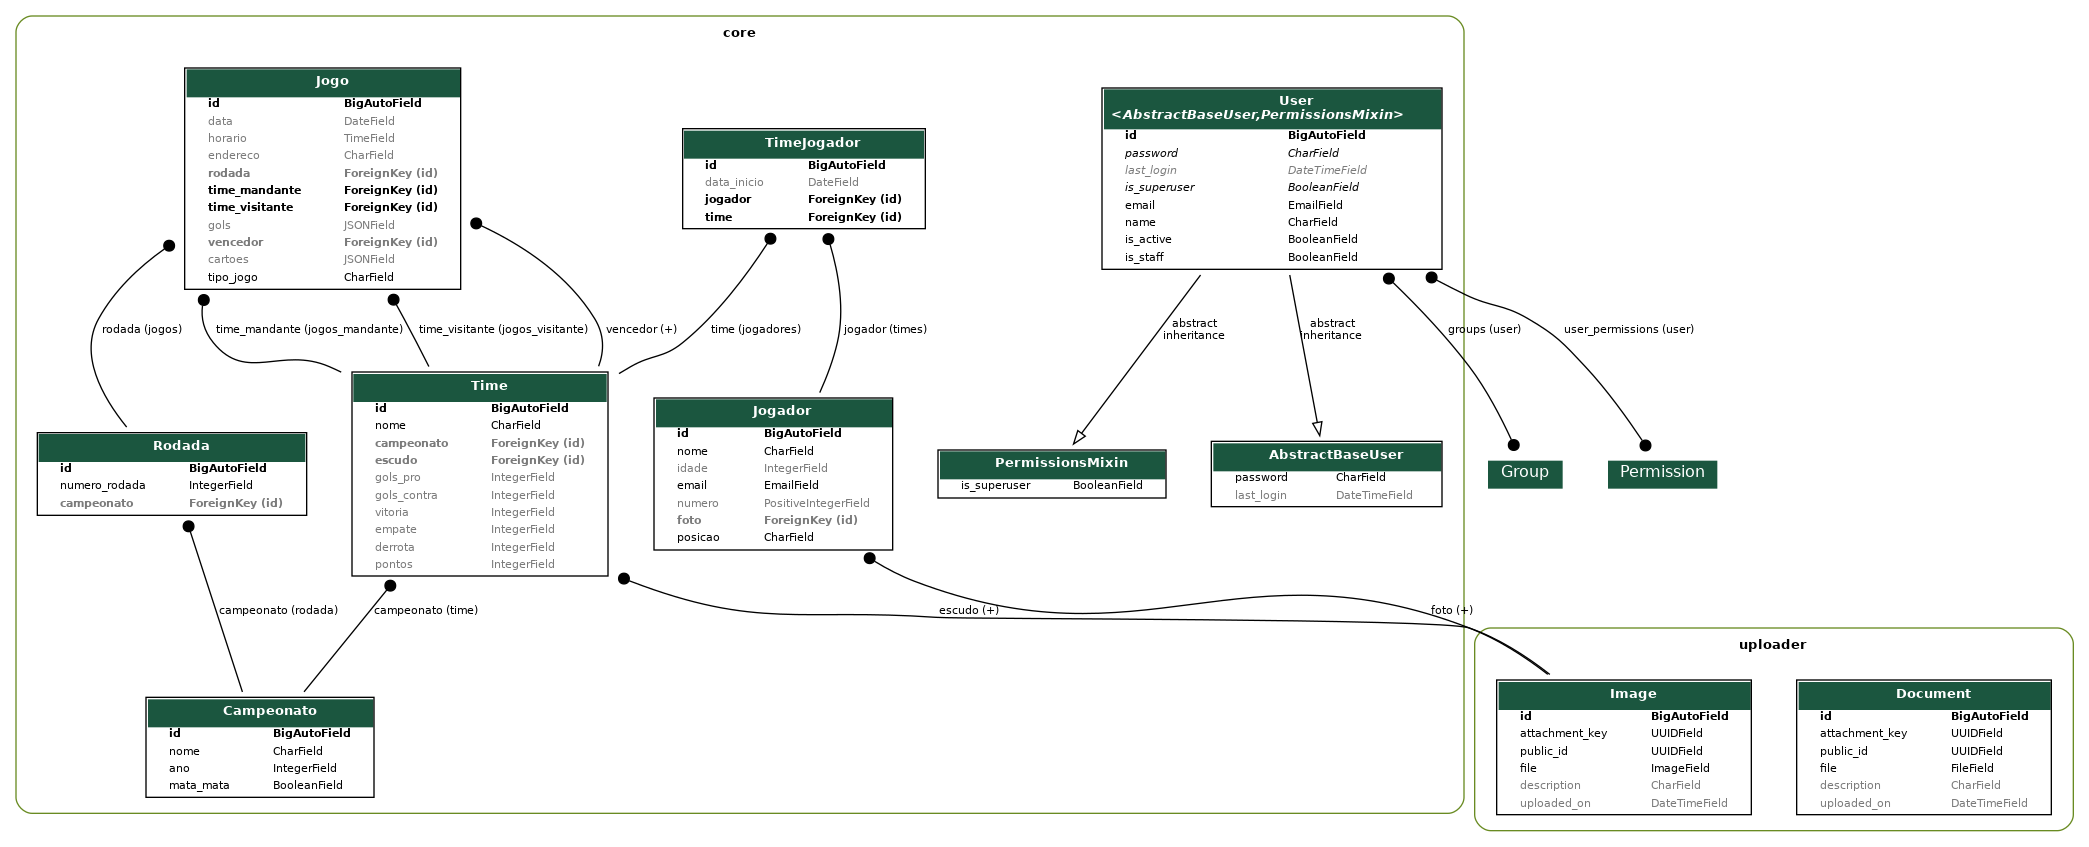 core
Jogo
id BigAutoField
data DateField
horario TimeField
endereco CharField
rodada ForeignKey (id)
time_mandante ForeignKey (id)
time_visitante ForeignKey (id)
gols JSONField
vencedor ForeignKey (id)
cartoes JSONField
tipo_jogo CharField
TimeJogador
id BigAutoField
data_inicio DateField
jogador ForeignKey (id)
time ForeignKey (id)
User
<AbstractBaseUser,PermissionsMixin>
id BigAutoField
password CharField
last_login DateTimeField
is_superuser BooleanField
email EmailField
name CharField
is_active BooleanField
is_staff BooleanField
rodada (jogos)
time_mandante (jogos_mandante)
time_visitante (jogos_visitante)
vencedor (+)
time (jogadores)
jogador (times)
abstract
inheritance
abstract
inheritance
groups (user)
user_permissions (user)
Rodada
id BigAutoField
numero_rodada IntegerField
campeonato ForeignKey (id)
Time
id BigAutoField
nome CharField
campeonato ForeignKey (id)
escudo ForeignKey (id)
gols_pro IntegerField
gols_contra IntegerField
vitoria IntegerField
empate IntegerField
derrota IntegerField
pontos IntegerField
Jogador
id BigAutoField
nome CharField
idade IntegerField
email EmailField
numero PositiveIntegerField
foto ForeignKey (id)
posicao CharField
PermissionsMixin
is_superuser BooleanField
AbstractBaseUser
password CharField
last_login DateTimeField
Group
Permission
campeonato (rodada)
campeonato (time)
escudo (+)
foto (+)
Campeonato
id BigAutoField
nome CharField
ano IntegerField
mata_mata BooleanField
uploader
Image
id BigAutoField
attachment_key UUIDField
public_id UUIDField
file ImageField
description CharField
uploaded_on DateTimeField
Document
id BigAutoField
attachment_key UUIDField
public_id UUIDField
file FileField
description CharField
uploaded_on DateTimeField